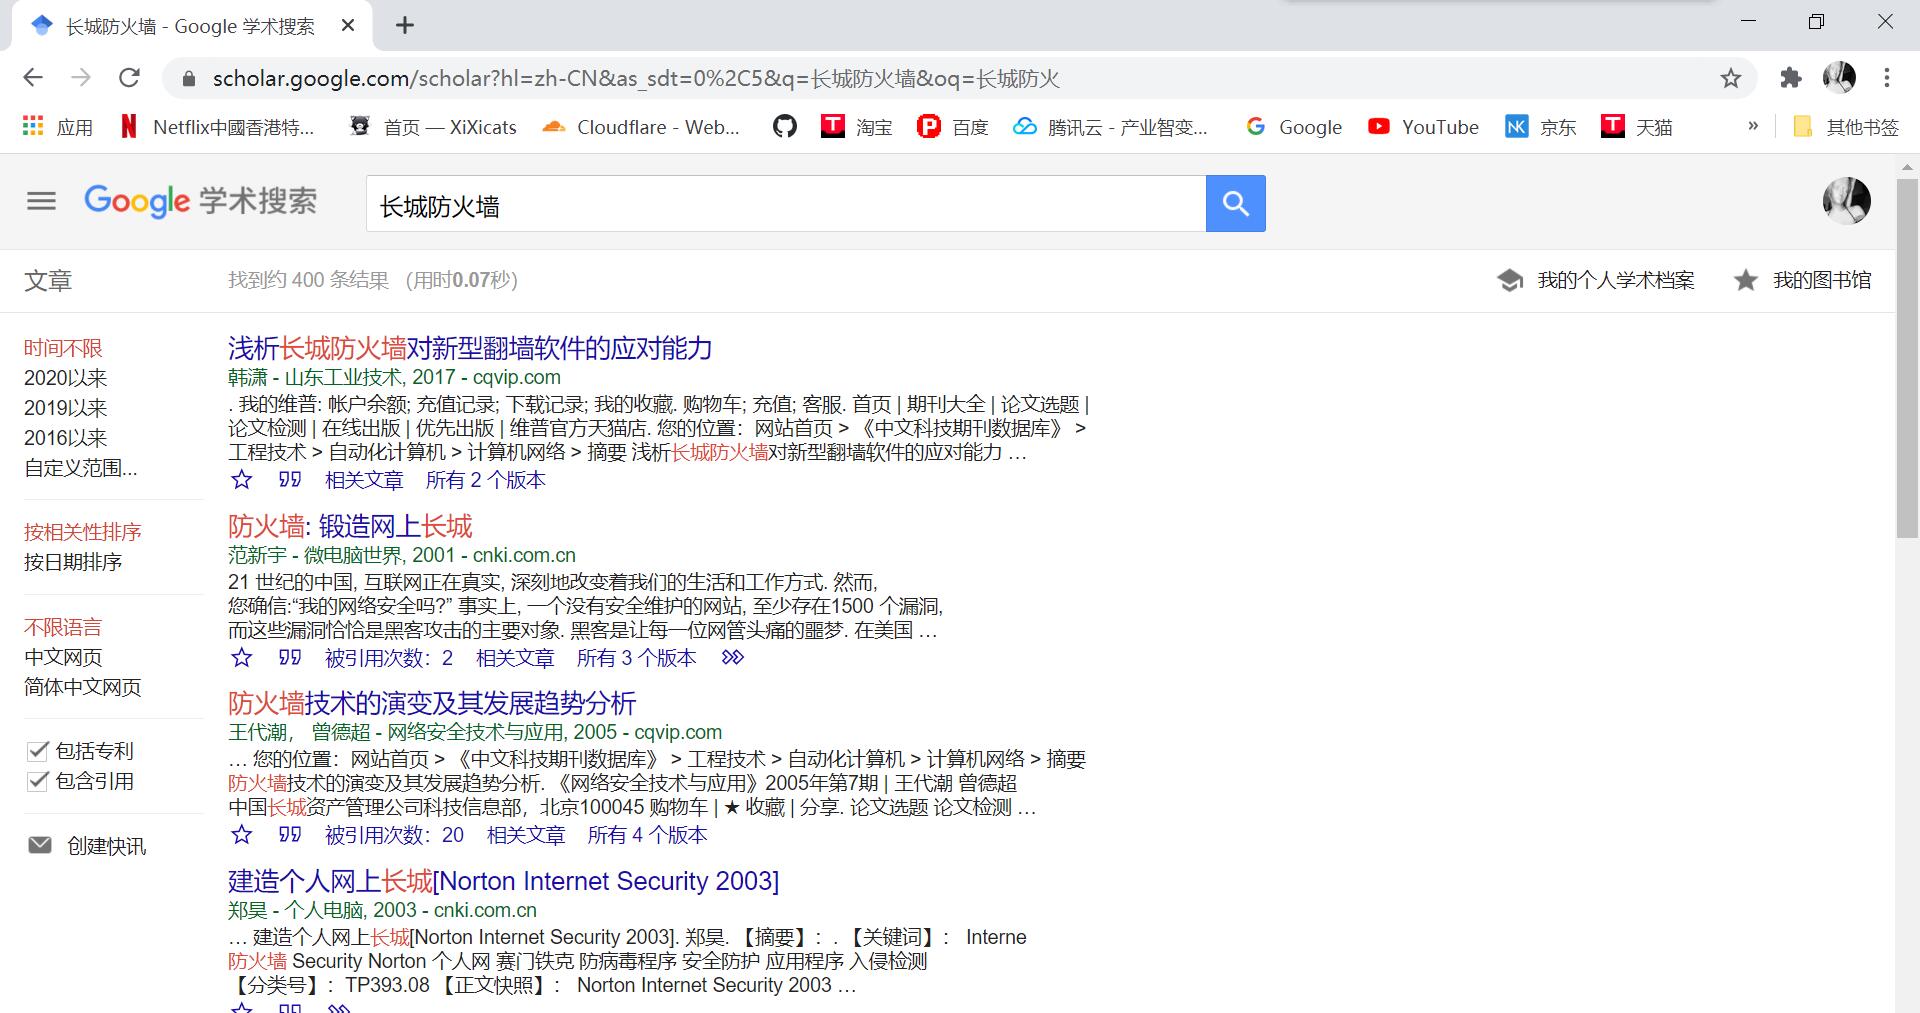 长城防火墙 - Google 学术搜索
scholar.google.com/scholar?hl=zh-CN&as_sdt=0%2C5&q=长城防火墙&oq=长城防火
应用 Netflix中國香港特... 首页 — XiXicats Cloudflare - Web... 淘宝 百度 腾讯云 - 产业智变... Google YouTube 京东 天猫 » 其他书签
Google 学术搜索
长城防火墙
文章
找到约 400 条结果 (用时0.07秒)
我的个人学术档案
我的图书馆
时间不限
2020以来
2019以来
2016以来
自定义范围...
按相关性排序
按日期排序
不限语言
中文网页
简体中文网页
包括专利
包含引用
创建快讯
浅析长城防火墙对新型翻墙软件的应对能力
韩潇 - 山东工业技术, 2017 - cqvip.com
. 我的维普: 帐户余额; 充值记录; 下载记录; 我的收藏. 购物车; 充值; 客服. 首页 | 期刊大全 | 论文选题 |
论文检测 | 在线出版 | 优先出版 | 维普官方天猫店. 您的位置：网站首页 > 《中文科技期刊数据库》 >
工程技术 > 自动化计算机 > 计算机网络 > 摘要 浅析长城防火墙对新型翻墙软件的应对能力 …
相关文章 所有 2 个版本
防火墙: 锻造网上长城
范新宇 - 微电脑世界, 2001 - cnki.com.cn
21 世纪的中国, 互联网正在真实, 深刻地改变着我们的生活和工作方式. 然而,
您确信:“我的网络安全吗?” 事实上, 一个没有安全维护的网站, 至少存在1500 个漏洞,
而这些漏洞恰恰是黑客攻击的主要对象. 黑客是让每一位网管头痛的噩梦. 在美国 …
被引用次数：2 相关文章 所有 3 个版本
防火墙技术的演变及其发展趋势分析
王代潮， 曾德超 - 网络安全技术与应用, 2005 - cqvip.com
… 您的位置：网站首页 > 《中文科技期刊数据库》 > 工程技术 > 自动化计算机 > 计算机网络 > 摘要
防火墙技术的演变及其发展趋势分析. 《网络安全技术与应用》2005年第7期 | 王代潮 曾德超
中国长城资产管理公司科技信息部，北京100045 购物车 | ★ 收藏 | 分享. 论文选题 论文检测 …
被引用次数：20 相关文章 所有 4 个版本
建造个人网上长城[Norton Internet Security 2003]
郑昊 - 个人电脑, 2003 - cnki.com.cn
… 建造个人网上长城[Norton Internet Security 2003]. 郑昊. 【摘要】：. 【关键词】： Interne
防火墙 Security Norton 个人网 赛门铁克 防病毒程序 安全防护 应用程序 入侵检测
【分类号】：TP393.08 【正文快照】： Norton Internet Security 2003 …